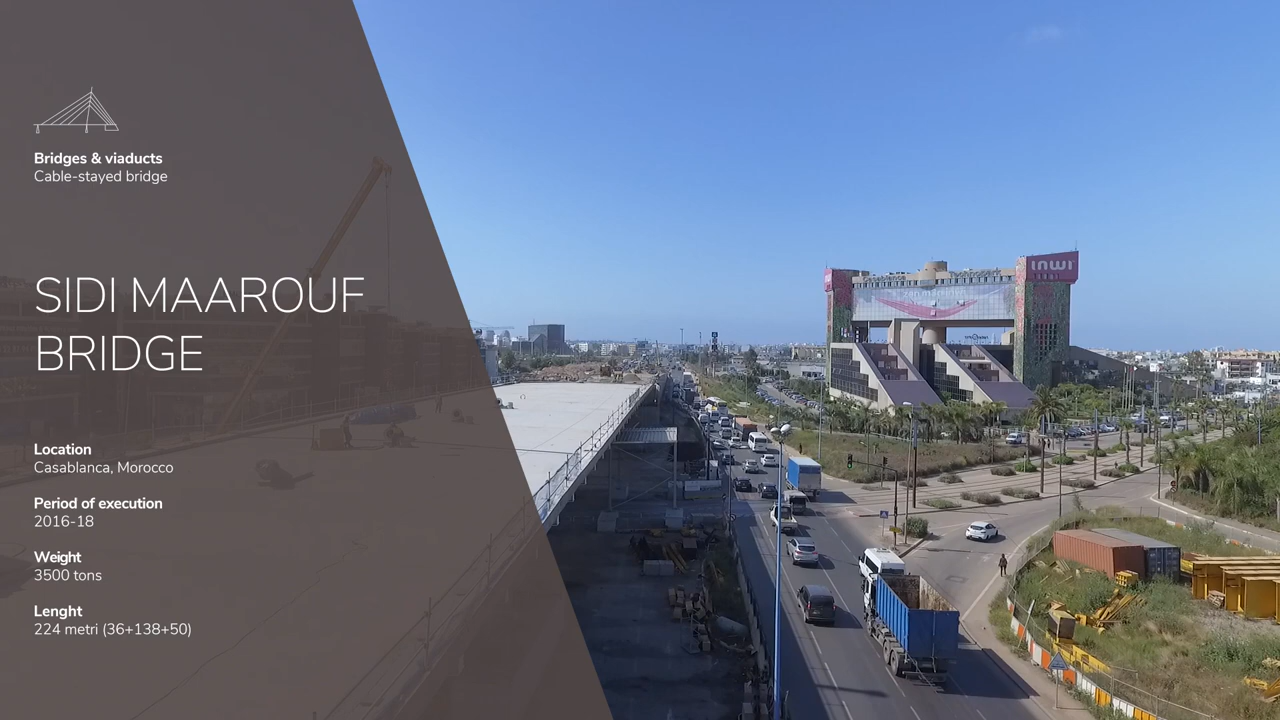 Bridges & viaducts
Cable-stayed bridge
SIDI MAAROUF
BRIDGE
Location
Casablanca, Morocco
Period of execution
2016-18
Weight
3500 tons
Lenght
224 metri (36+138+50)
inwi